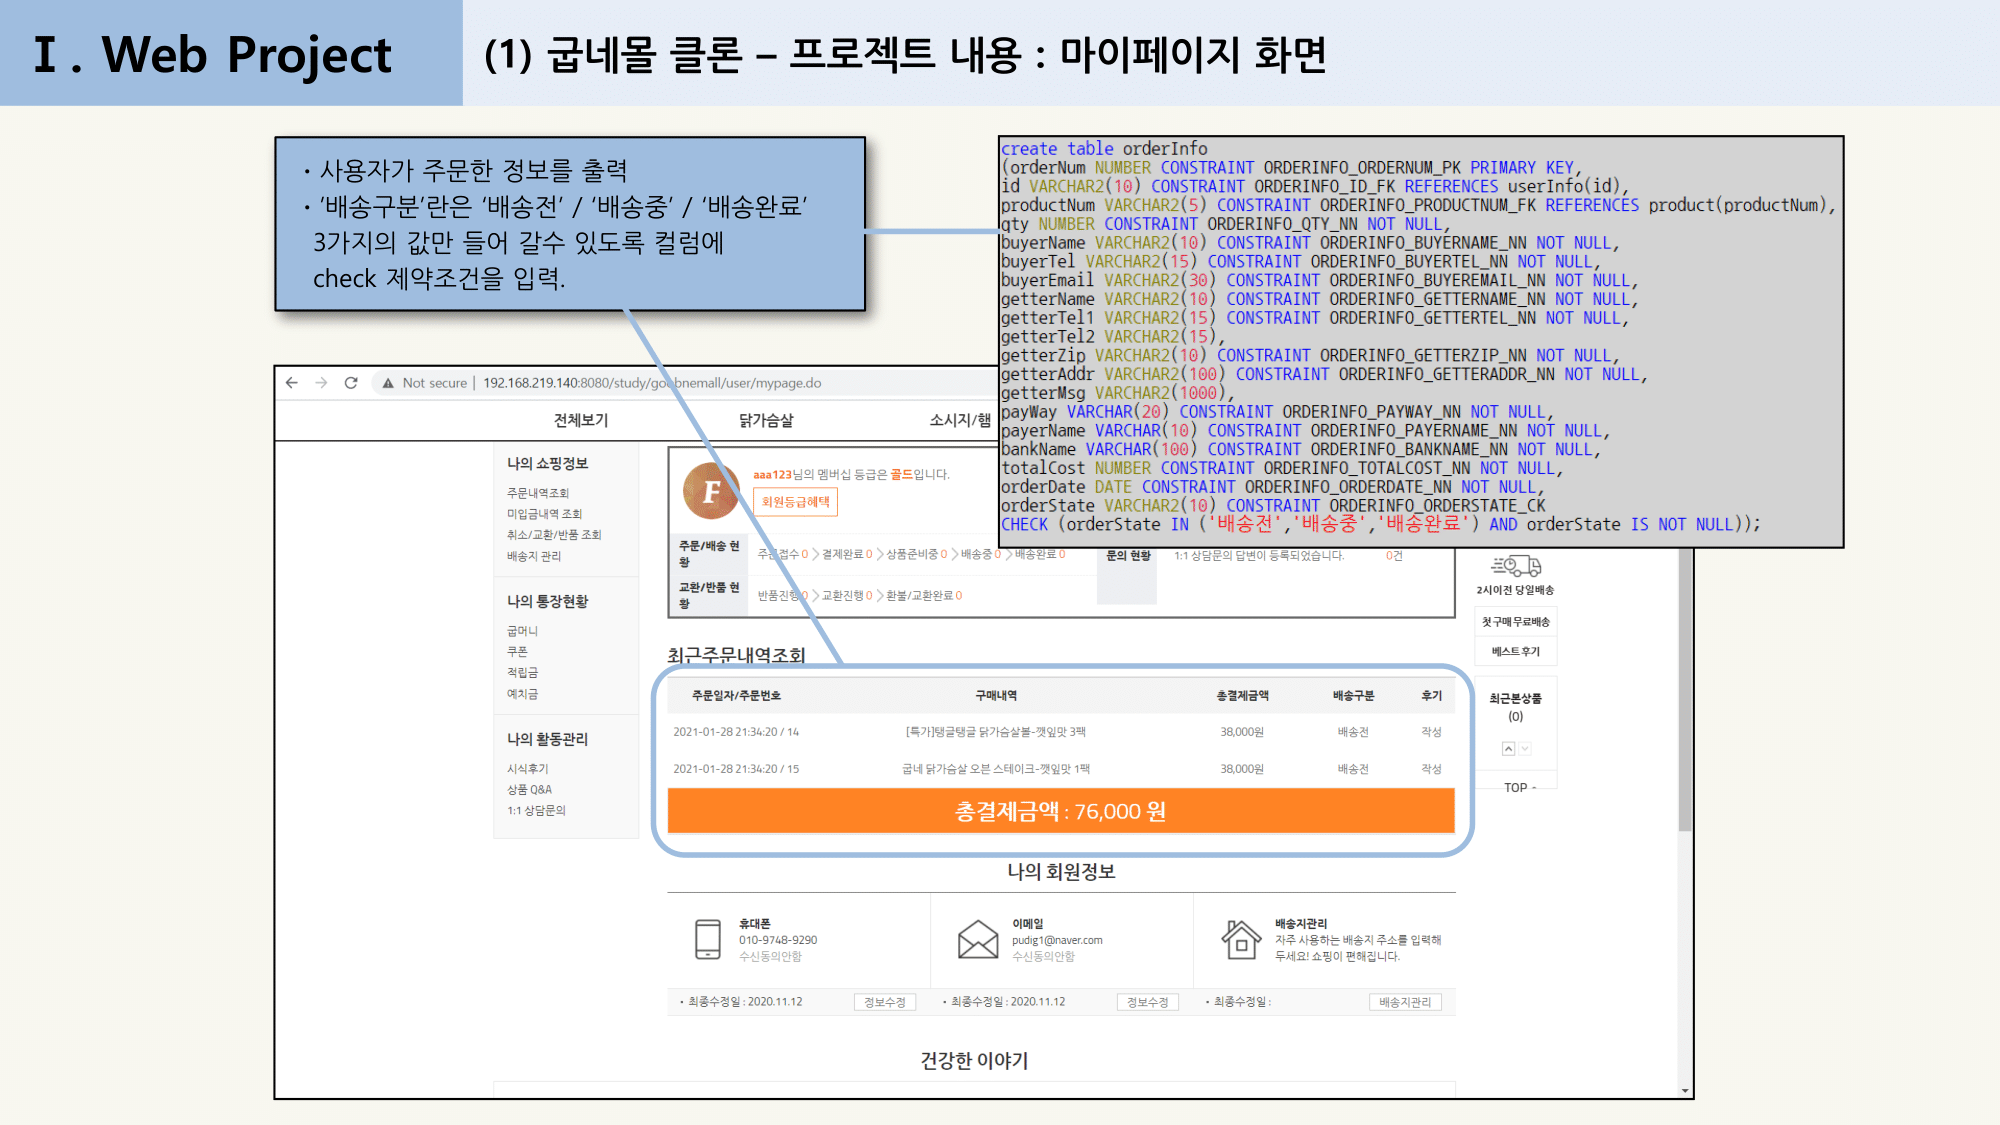 Ⅰ. Web Project
(1) 굽네몰 클론 – 프로젝트 내용 : 마이페이지 화면
· 사용자가 주문한 정보를 출력
· '배송구분'란은 '배송전' / '배송중' / '배송완료'
3가지의 값만 들어 갈수 있도록 컬럼에
check 제약조건을 입력.
create table orderInfo
(orderNum NUMBER CONSTRAINT ORDERINFO_ORDERNUM_PK PRIMARY KEY,
id VARCHAR2(10) CONSTRAINT ORDERINFO_ID_FK REFERENCES userInfo(id),
productNum VARCHAR2(5) CONSTRAINT ORDERINFO_PRODUCTNUM_FK REFERENCES product(productNum),
qty NUMBER CONSTRAINT ORDERINFO_QTY_NN NOT NULL,
buyerName VARCHAR2(10) CONSTRAINT ORDERINFO_BUYERNAME_NN NOT NULL,
buyerTel VARCHAR2(15) CONSTRAINT ORDERINFO_BUYERTEL_NN NOT NULL,
buyerEmail VARCHAR2(30) CONSTRAINT ORDERINFO_BUYEREMAIL_NN NOT NULL,
getterName VARCHAR2(10) CONSTRAINT ORDERINFO_GETTERNAME_NN NOT NULL,
getterTel1 VARCHAR2(15) CONSTRAINT ORDERINFO_GETTERTEL_NN NOT NULL,
getterTel2 VARCHAR2(15),
getterZip VARCHAR2(10) CONSTRAINT ORDERINFO_GETTERZIP_NN NOT NULL,
getterAddr VARCHAR2(100) CONSTRAINT ORDERINFO_GETTERADDR_NN NOT NULL,
getterMsg VARCHAR2(1000),
payWay VARCHAR(20) CONSTRAINT ORDERINFO_PAYWAY_NN NOT NULL,
payerName VARCHAR(10) CONSTRAINT ORDERINFO_PAYERNAME_NN NOT NULL,
bankName VARCHAR(100) CONSTRAINT ORDERINFO_BANKNAME_NN NOT NULL,
totalCost NUMBER CONSTRAINT ORDERINFO_TOTALCOST_NN NOT NULL,
orderDate DATE CONSTRAINT ORDERINFO_ORDERDATE_NN NOT NULL,
orderState VARCHAR2(10) CONSTRAINT ORDERINFO_ORDERSTATE_CK
CHECK (orderState IN ('배송전','배송중','배송완료') AND orderState IS NOT NULL));
Not secure | 192.168.219.140:8080/study/goobnemall/user/mypage.do
전체보기 닭가슴살 소시지/햄
나의 쇼핑정보
주문내역조회
미입금내역 조회
취소/교환/반품 조회
배송지 관리
나의 통장현황
굽머니
쿠폰
적립금
예치금
나의 활동관리
시식후기
상품 Q&A
1:1 상담문의
F
aaa123님의 멤버십 등급은 골드입니다.
회원등급혜택
주문/배송 현황
주문접수 0 > 결제완료 0 > 상품준비중 0 > 배송중 0 > 배송완료 0
문의 현황
1:1 상담문의 답변이 등록되었습니다. 0건
교환/반품 현황
반품진행 0 > 교환진행 0 > 환불/교환완료 0
최근주문내역조회
주문일자/주문번호 구매내역 총결제금액 배송구분 후기
2021-01-28 21:34:20 / 14 [특가]탱글탱글 닭가슴살볼-깻잎맛 3팩 38,000원 배송전 작성
2021-01-28 21:34:20 / 15 굽네 닭가슴살 오븐 스테이크-깻잎맛 1팩 38,000원 배송전 작성
총결제금액 : 76,000 원
2시이전 당일배송
첫구매 무료배송
베스트 후기
최근본상품
(0)
TOP
나의 회원정보
휴대폰
010-9748-9290
수신동의안함
이메일
pudig1@naver.com
수신동의안함
배송지관리
자주 사용하는 배송지 주소를 입력해
두세요! 쇼핑이 편해집니다.
· 최종수정일 : 2020.11.12 정보수정
· 최종수정일 : 2020.11.12 정보수정
· 최종수정일 : 배송지관리
건강한 이야기